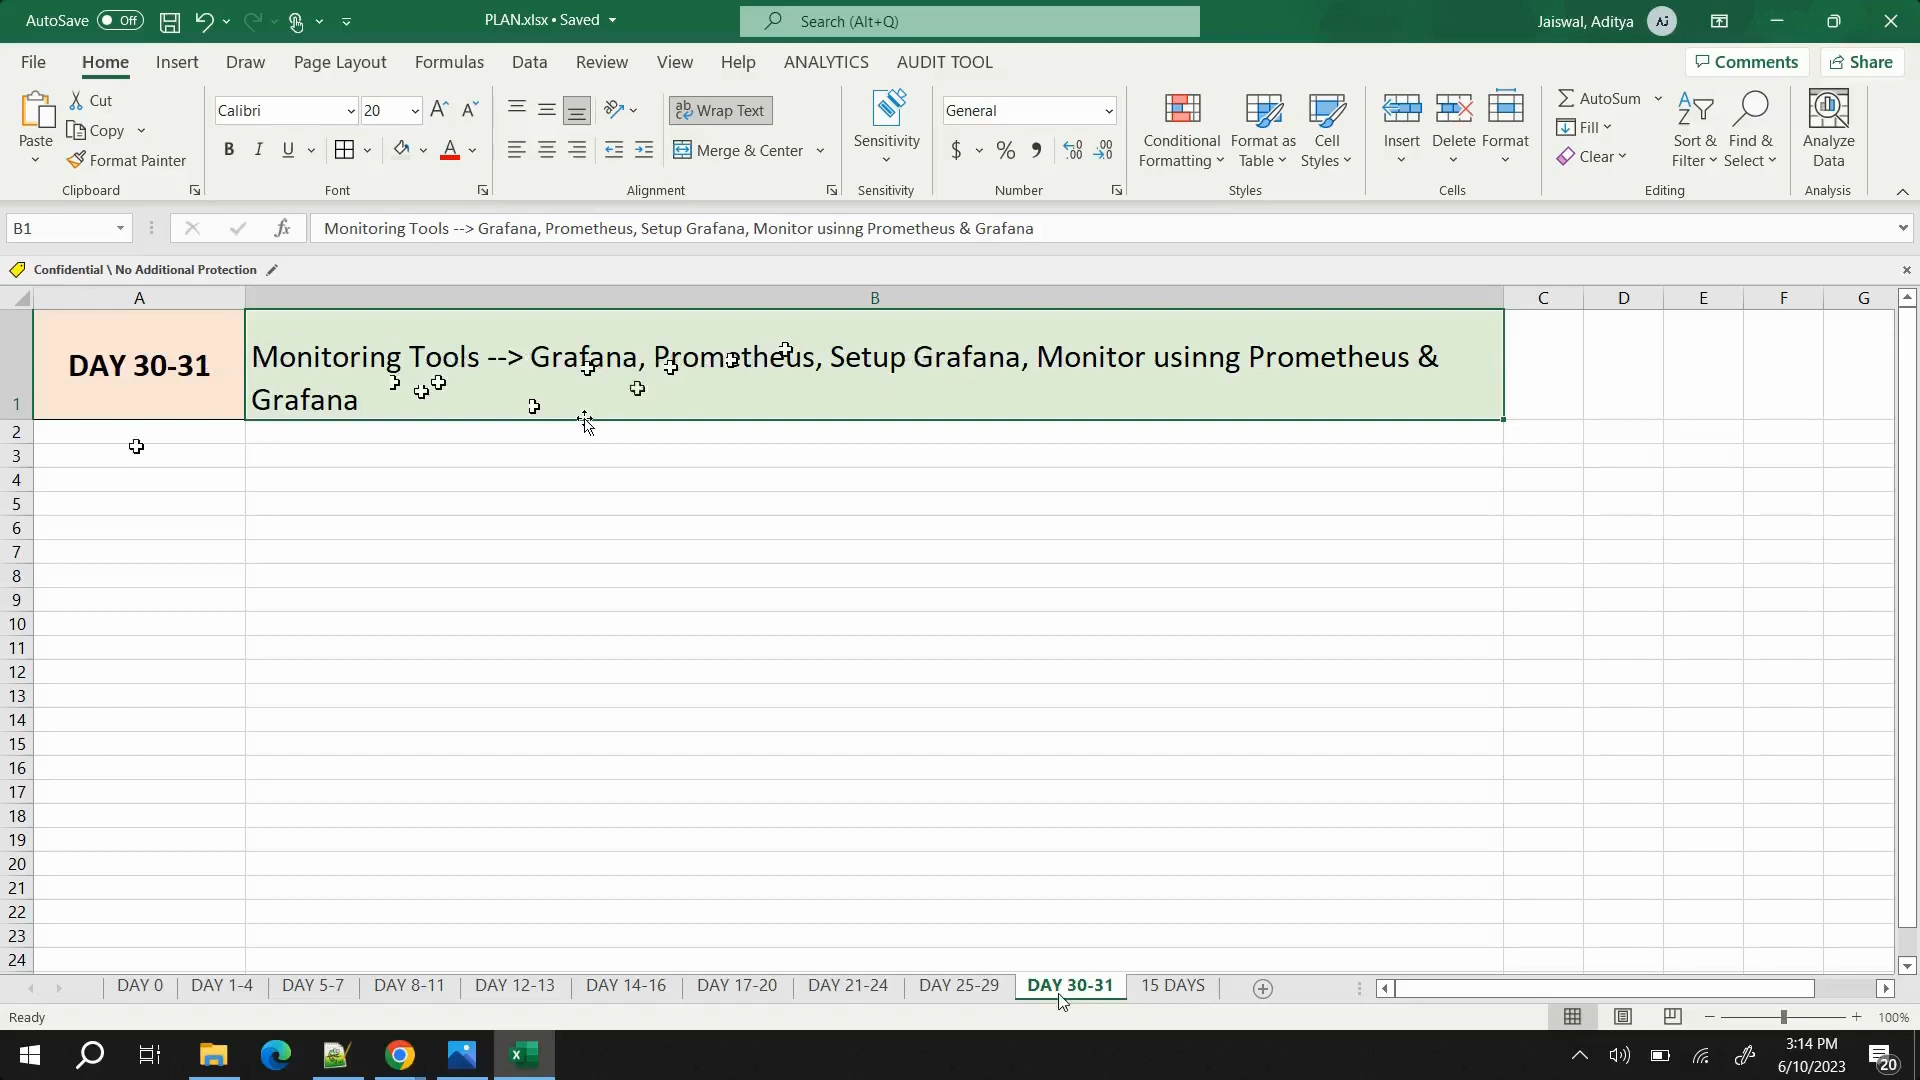 AutoSave Off PLAN.xlsx • Saved Search (Alt+Q) Jaiswal, Aditya AJ
File Home Insert Draw Page Layout Formulas Data Review View Help ANALYTICS AUDIT TOOL Comments Share
Paste Cut Copy Format Painter Clipboard
Calibri 20 B I U A Font
ab Wrap Text Merge & Center Alignment
Sensitivity Sensitivity
General $ % 9 Number
Conditional Formatting Format as Table Cell Styles Styles
Insert Delete Format Cells
AutoSum Fill Clear Sort & Filter Find & Select Editing
Analyze Data Analysis
B1 fx Monitoring Tools --> Grafana, Prometheus, Setup Grafana, Monitor usinng Prometheus & Grafana
Confidential \ No Additional Protection
A B C D E F G
DAY 30-31
Monitoring Tools --> Grafana, Prometheus, Setup Grafana, Monitor usinng Prometheus &
Grafana
1
2
3
4
5
6
7
8
9
10
11
12
13
14
15
16
17
18
19
20
21
22
23
24
DAY 0 DAY 1-4 DAY 5-7 DAY 8-11 DAY 12-13 DAY 14-16 DAY 17-20 DAY 21-24 DAY 25-29 DAY 30-31 15 DAYS
Ready 100%
3:14 PM
6/10/2023
20